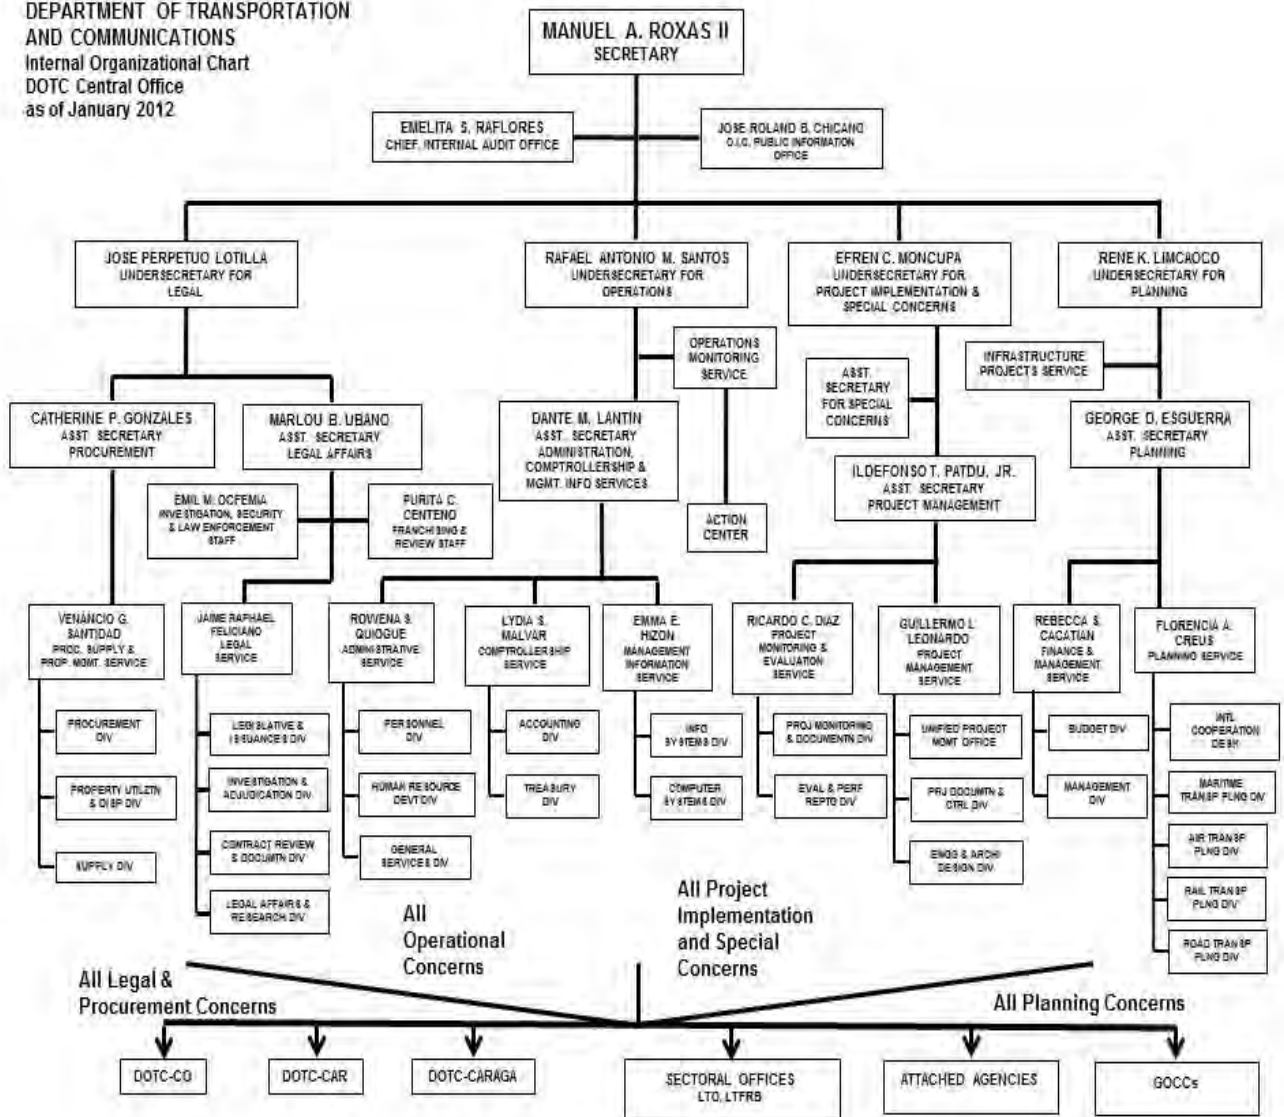 DEPARTMENT OF TRANSPORTATION
AND COMMUNICATIONS
Internal Organizational Chart
DOTC Central Office
as of January 2012
MANUEL A. ROXAS II
SECRETARY
EMELITA S. RAFLORES
CHIEF, INTERNAL AUDIT OFFICE
JOSE ROLAND B. CHICANO
O.I.C. PUBLIC INFORMATION
OFFICE
JOSE PERPETUO LOTILLA
UNDERSECRETARY FOR
LEGAL
RAFAEL ANTONIO M. SANTOS
UNDERSECRETARY FOR
OPERATIONS
EFREN C. MONCUPA
UNDERSECRETARY FOR
PROJECT IMPLEMENTATION &
SPECIAL CONCERNS
RENE K. LIMCAOCO
UNDERSECRETARY FOR
PLANNING
OPERATIONS
MONITORING
SERVICE
ASST.
SECRETARY
FOR SPECIAL
CONCERNS
INFRASTRUCTURE
PROJECTS SERVICE
CATHERINE P. GONZALES
ASST. SECRETARY
PROCUREMENT
MARLOU B. UBANO
ASST. SECRETARY
LEGAL AFFAIRS
DANTE M. LANTIN
ASST. SECRETARY
ADMINISTRATION,
COMPTROLLERSHIP &
MGMT. INFO SERVICES
GEORGE D. ESGUERRA
ASST. SECRETARY
PLANNING
ILDEFONSO T. PATDU, JR.
ASST. SECRETARY
PROJECT MANAGEMENT
EMIL M. OCFEMIA
INVESTIGATION, SECURITY
& LAW ENFORCEMENT
STAFF
PURITA C.
CENTENO
FRANCHISING &
REVIEW STAFF
ACTION
CENTER
VENANCIO G.
SANTIDAD
PROC. SUPPLY &
PROP. MGMT. SERVICE
JAIME RAPHAEL
FELICIANO
LEGAL
SERVICE
ROWENA S.
QUIOGUE
ADMINISTRATIVE
SERVICE
LYDIA S.
MALVAR
COMPTROLLERSHIP
SERVICE
EMMA E.
HIZON
MANAGEMENT
INFORMATION
SERVICE
RICARDO C. DIAZ
PROJECT
MONITORING &
EVALUATION
SERVICE
GUILLERMO L
LEONARDO
PROJECT
MANAGEMENT
SERVICE
REBECCA S.
CACATIAN
FINANCE &
MANAGEMENT
SERVICE
FLORENCIA A.
CREUS
PLANNING SERVICE
PROCUREMENT
DIV
PROPERTY UTILZTN
& DISP DIV
SUPPLY DIV
LEGISLATIVE &
ISSUANCES DIV
INVESTIGATION &
ADJUDICATION DIV
CONTRACT REVIEW
& DOCUMTN DIV
LEGAL AFFAIRS &
RESEARCH DIV
PERSONNEL
DIV
HUMAN RESOURCE
DEVT DIV
GENERAL
SERVICES DIV
ACCOUNTING
DIV
TREASURY
DIV
INFO
SYSTEMS DIV
COMPUTER
SYSTEMS DIV
PROJ MONITORING
& DOCUMENTN DIV
EVAL & PERF
REPTG DIV
UNIFIED PROJECT
MGMT OFFICE
PRJ DOCUMTN &
CTRL DIV
ENGG & ARCHI
DESIGN DIV
BUDGET DIV
MANAGEMENT
DIV
INTL
COOPERATION
DESK
MARITIME
TRANSP PLNG DIV
AIR TRANSP
PLNG DIV
RAIL TRANSP
PLNG DIV
ROAD TRANSP
PLNG DIV
All Legal &
Procurement Concerns
All
Operational
Concerns
All Project
Implementation
and Special
Concerns
All Planning Concerns
DOTC-CO
DOTC-CAR
DOTC-CARAGA
SECTORAL OFFICES
LTO, LTFRB
ATTACHED AGENCIES
GOCCs